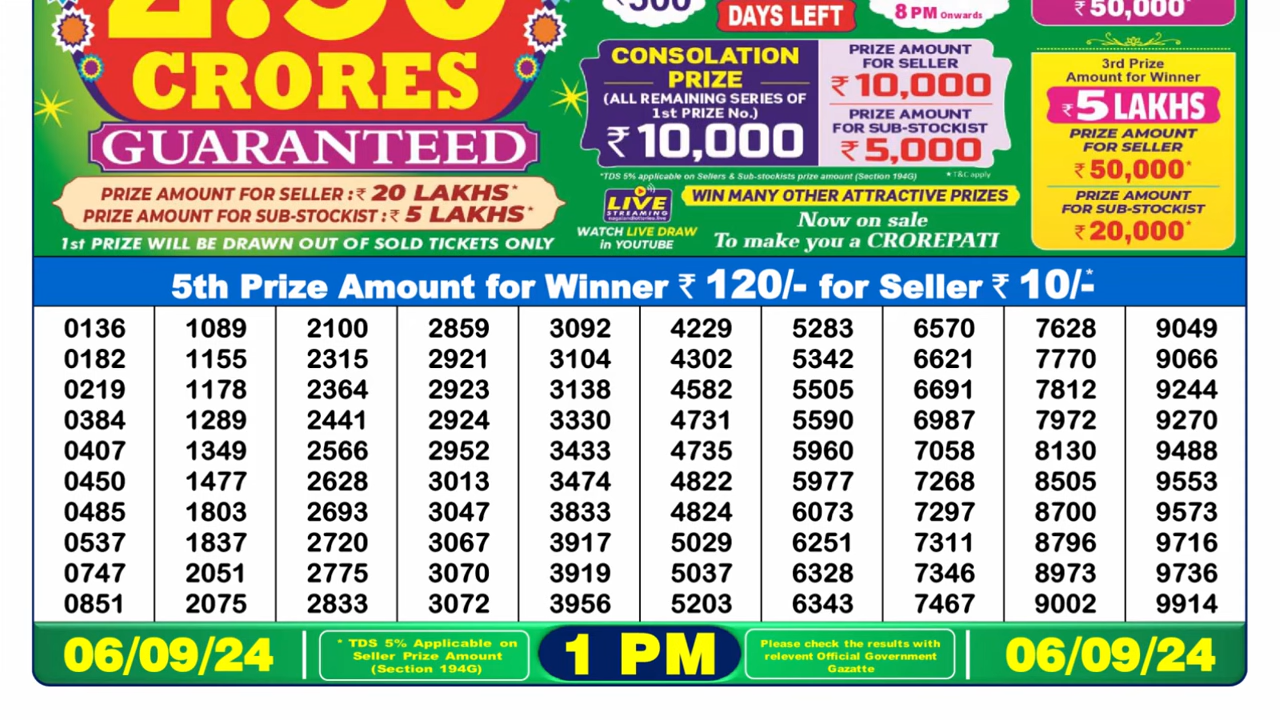 CRORES
GUARANTEED
PRIZE AMOUNT FOR SELLER : ₹ 20 LAKHS*
PRIZE AMOUNT FOR SUB-STOCKIST : ₹ 5 LAKHS*
1st PRIZE WILL BE DRAWN OUT OF SOLD TICKETS ONLY
DAYS LEFT
8 PM Onwards
₹ 50,000*
CONSOLATION
PRIZE
(ALL REMAINING SERIES OF
1st PRIZE No.)
₹ 10,000
PRIZE AMOUNT
FOR SELLER
₹ 10,000
PRIZE AMOUNT
FOR SUB-STOCKIST
₹ 5,000
*TDS 5% applicable on Sellers & Sub-stockists prize amount (Section 194G)
*T&C apply
LIVE
STREAMING
WATCH LIVE DRAW
in YOUTUBE
WIN MANY OTHER ATTRACTIVE PRIZES
Now on sale
To make you a CROREPATI
3rd Prize
Amount for Winner
₹ 5 LAKHS
PRIZE AMOUNT
FOR SELLER
₹ 50,000*
PRIZE AMOUNT
FOR SUB-STOCKIST
₹ 20,000*
5th Prize Amount for Winner ₹ 120/- for Seller ₹ 10/-*
0136 1089 2100 2859 3092 4229 5283 6570 7628 9049
0182 1155 2315 2921 3104 4302 5342 6621 7770 9066
0219 1178 2364 2923 3138 4582 5505 6691 7812 9244
0384 1289 2441 2924 3330 4731 5590 6987 7972 9270
0407 1349 2566 2952 3433 4735 5960 7058 8130 9488
0450 1477 2628 3013 3474 4822 5977 7268 8505 9553
0485 1803 2693 3047 3833 4824 6073 7297 8700 9573
0537 1837 2720 3067 3917 5029 6251 7311 8796 9716
0747 2051 2775 3070 3919 5037 6328 7346 8973 9736
0851 2075 2833 3072 3956 5203 6343 7467 9002 9914
06/09/24
* TDS 5% Applicable on
Seller Prize Amount
(Section 194G)
1 PM
Please check the results with
relevent Official Government
Gazatte
06/09/24